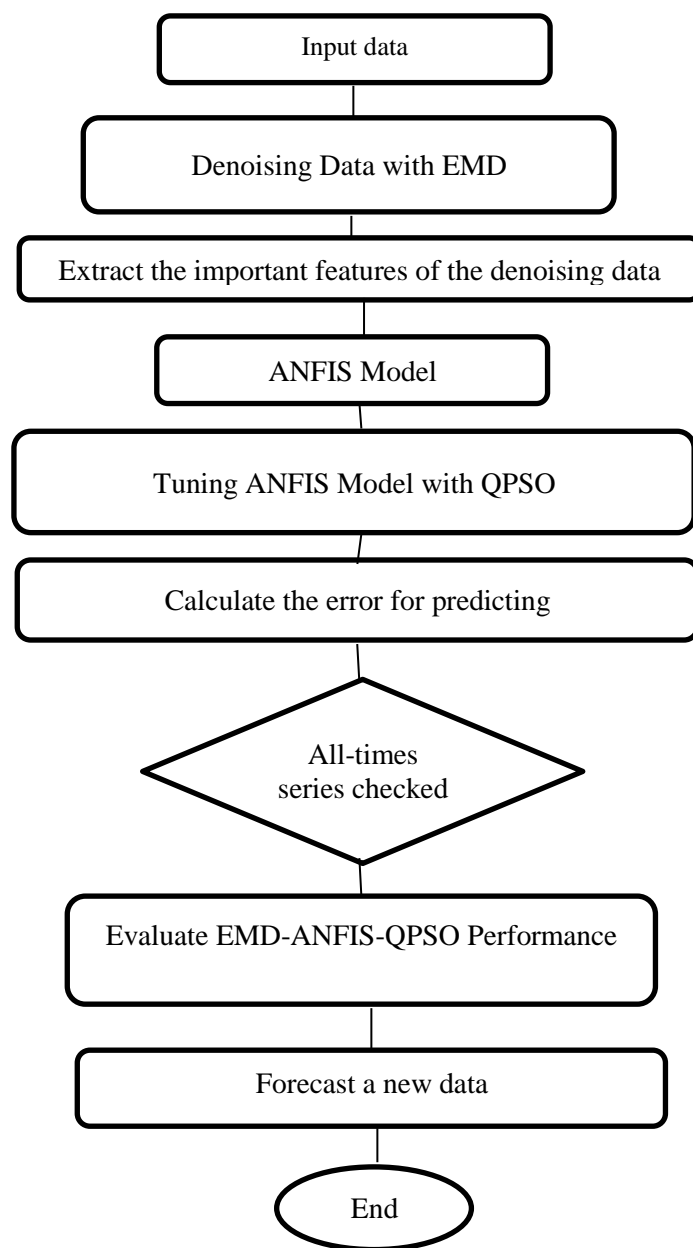 Input data
Denoising Data with EMD
Extract the important features of the denoising data
ANFIS Model
Tuning ANFIS Model with QPSO
Calculate the error for predicting
All-times
series checked
Evaluate EMD-ANFIS-QPSO Performance
Forecast a new data
End